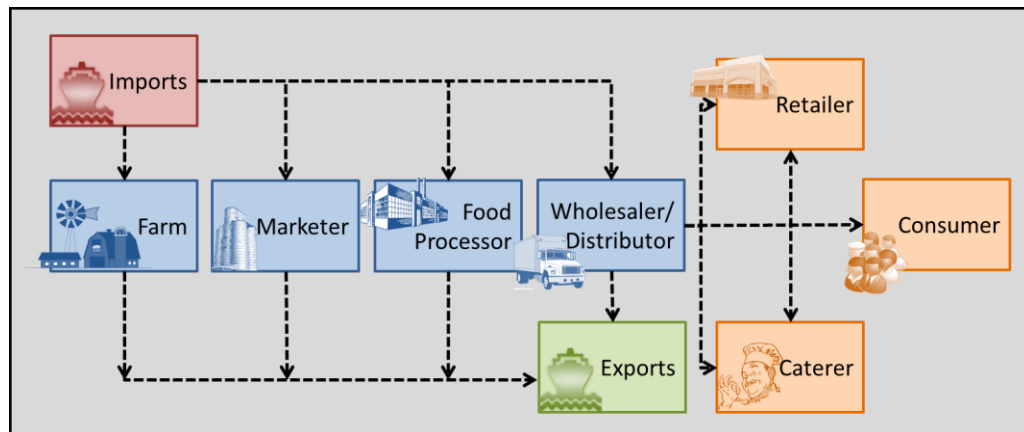 Imports
Retailer
Farm
Marketer
Food
Processor
Wholesaler/
Distributor
Consumer
Exports
Caterer